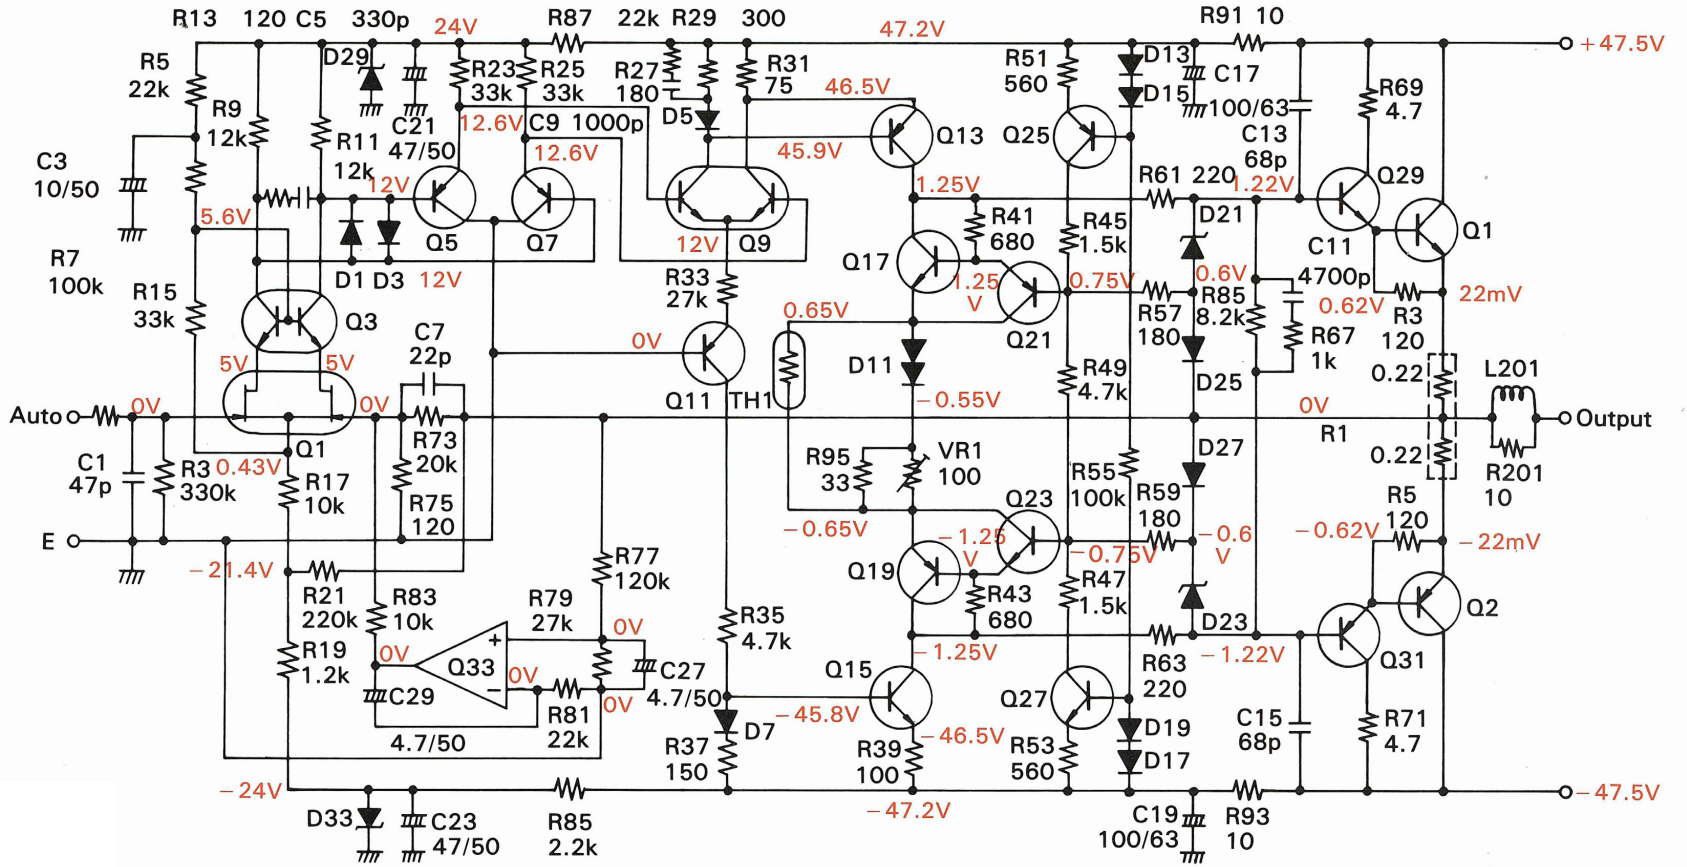 R13 120 C5 330p 24V R87 22k R29 300 47.2V R91 10
+47.5V
R5
22k
D29
R23
33k
R25
33k
R27
180
R31
75
46.5V
R51
560
D13
D15
C17
100/63
R69
4.7
R9
12k
C21
47/50
12.6V
C9 1000p
D5
Q13
Q25
C13
68p
C3
10/50
R11
12k
12V
12.6V
45.9V
R61 220
1.22V
Q29
5.6V
Q5
Q7
12V
Q9
1.25V
R41
680
R45
1.5k
D21
C11
4700p
Q1
R7
100k
D1
D3
12V
R33
27k
Q17
1.25
V
Q21
0.75V
R57
180
0.6V
R85
8.2k
0.62V
22mV
R15
33k
Q3
C7
22p
0V
0.65V
R67
1k
R3
120
5V
5V
Q11
TH1
D11
R49
4.7k
D25
0.22
L201
Auto
0V
Q1
0V
R73
20k
−0.55V
0V
R1
Output
C1
47p
R3
330k
0.43V
R17
10k
R75
120
R95
33
VR1
100
R55
100k
R59
180
D27
0.22
R201
10
E
−0.65V
Q23
−0.6
V
−0.62V
R5
120
−22mV
−21.4V
R21
220k
R77
120k
Q19
−1.25
V
−0.75V
R83
10k
R79
27k
0V
R35
4.7k
R43
680
R47
1.5k
D23
Q2
R19
1.2k
0V
+
Q33
−
0V
C27
4.7/50
−1.25V
R63
220
−1.22V
Q31
C29
4.7/50
R81
22k
0V
Q15
−45.8V
Q27
D7
R37
150
−46.5V
R39
100
R53
560
D19
D17
C15
68p
R71
4.7
−24V
D33
C23
47/50
R85
2.2k
−47.2V
C19
100/63
R93
10
−47.5V